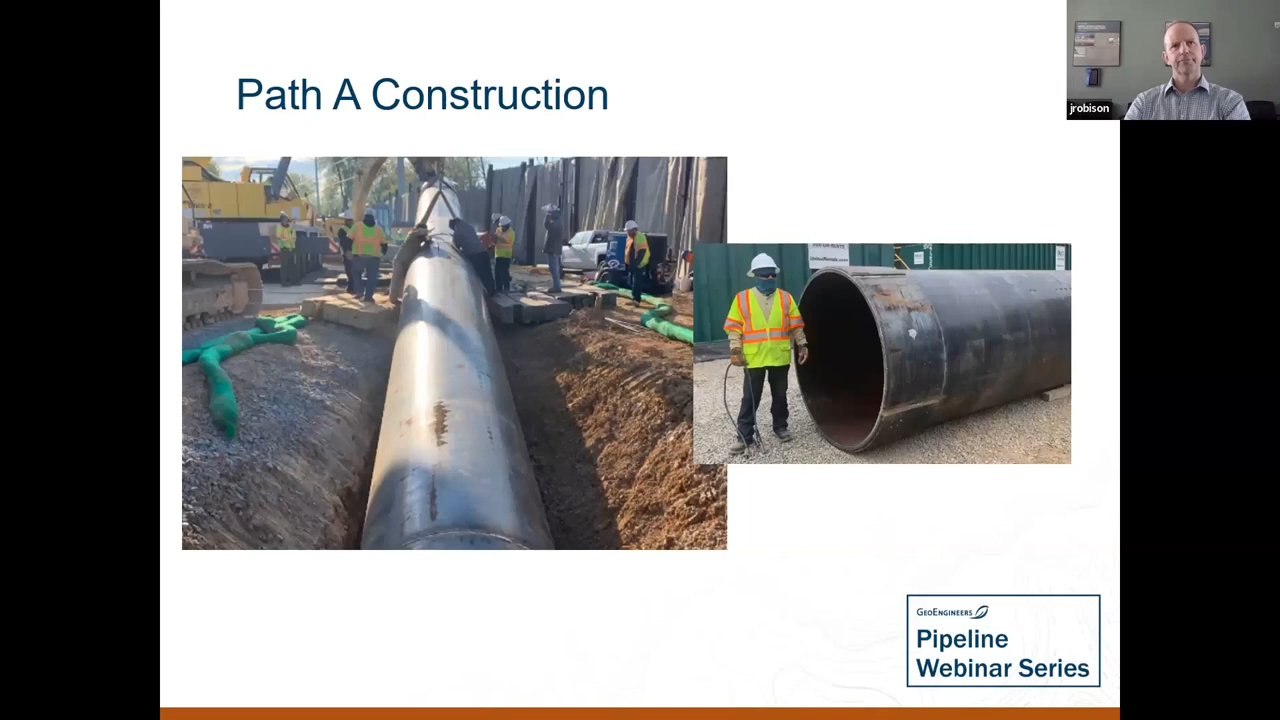 Path A Construction
jrobison
GEOENGINEERS
Pipeline
Webinar Series